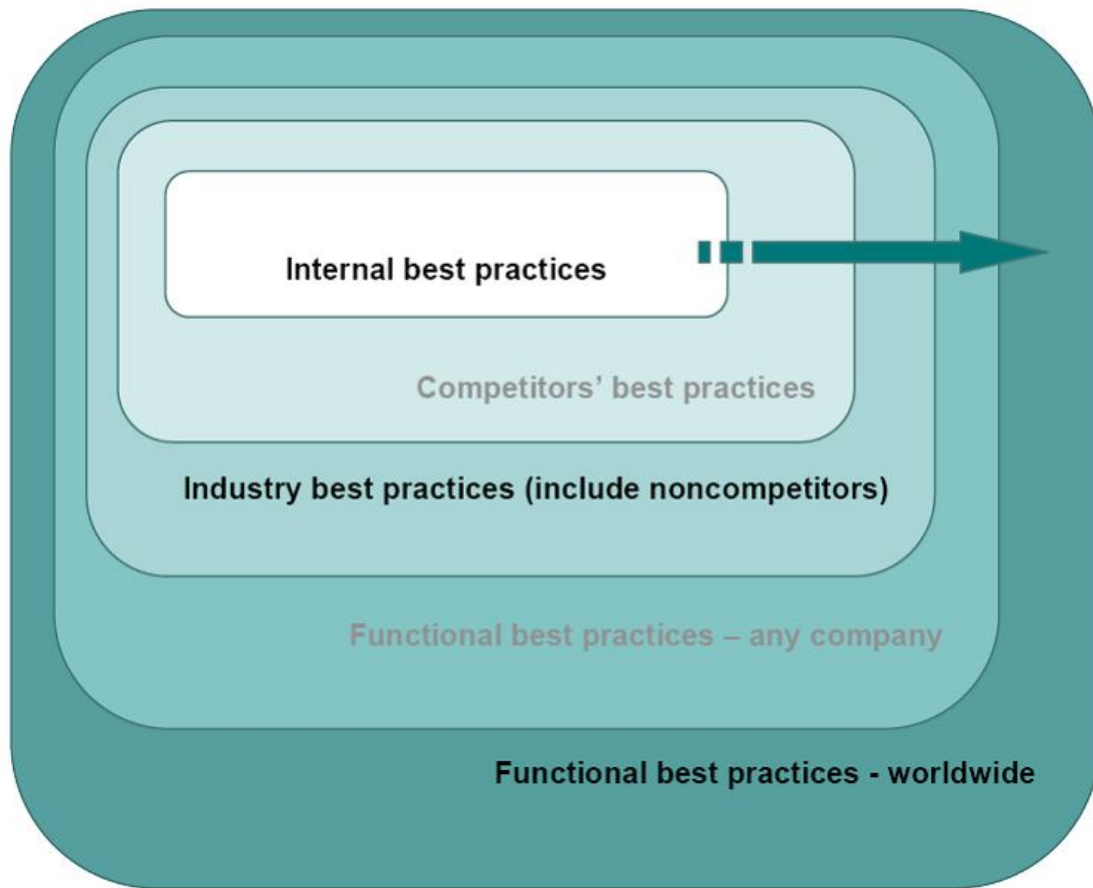 Internal best practices
Competitors’ best practices
Industry best practices (include noncompetitors)
Functional best practices – any company
Functional best practices - worldwide